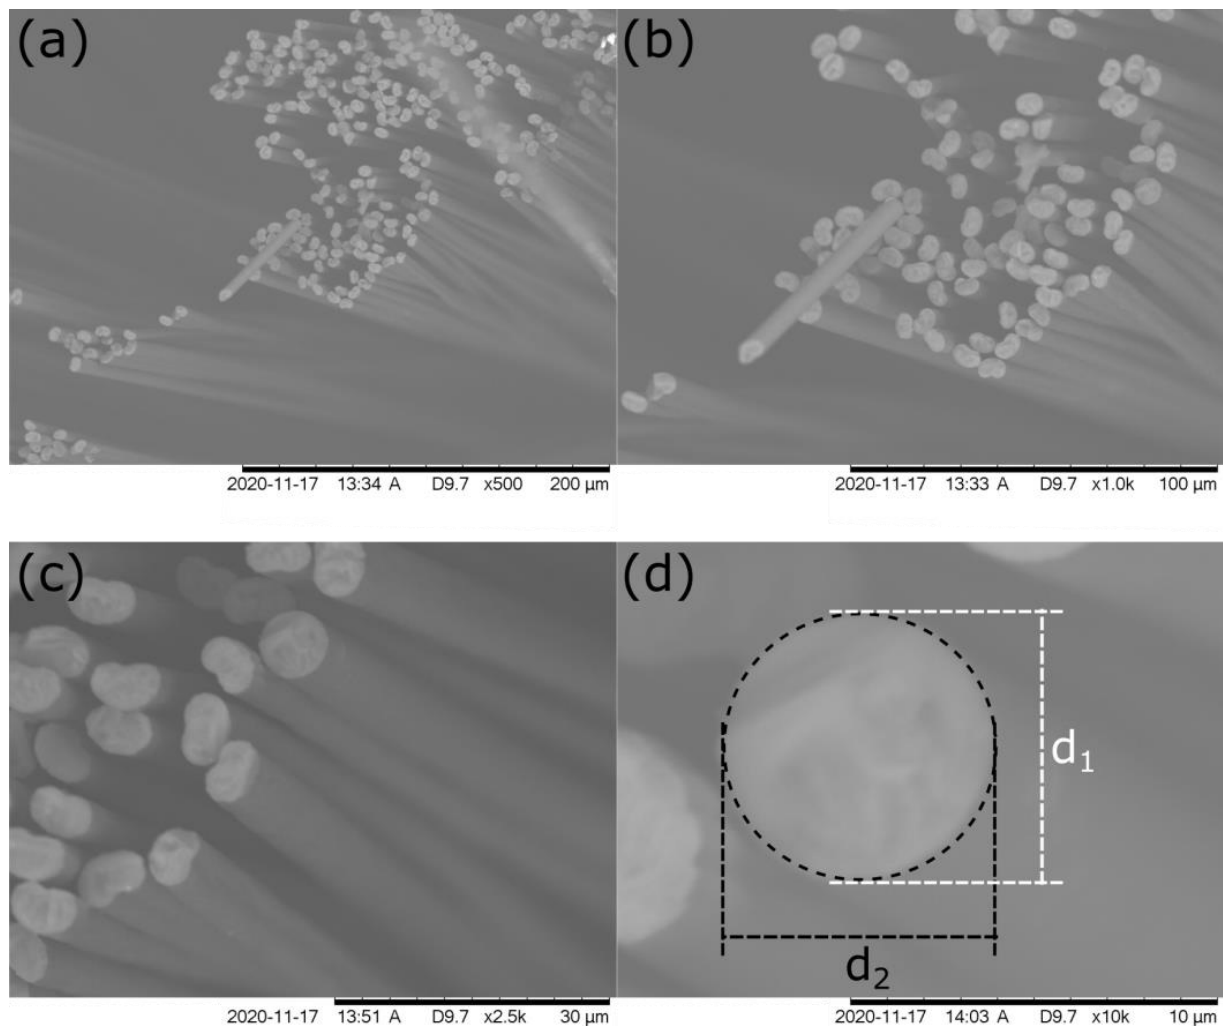 (a)
(b)
2020-11-17 13:34 A D9.7 x500 200 µm
2020-11-17 13:33 A D9.7 x1.0k 100 µm
(c)
(d)
d1
d2
2020-11-17 13:51 A D9.7 x2.5k 30 µm
2020-11-17 14:03 A D9.7 x10k 10 µm